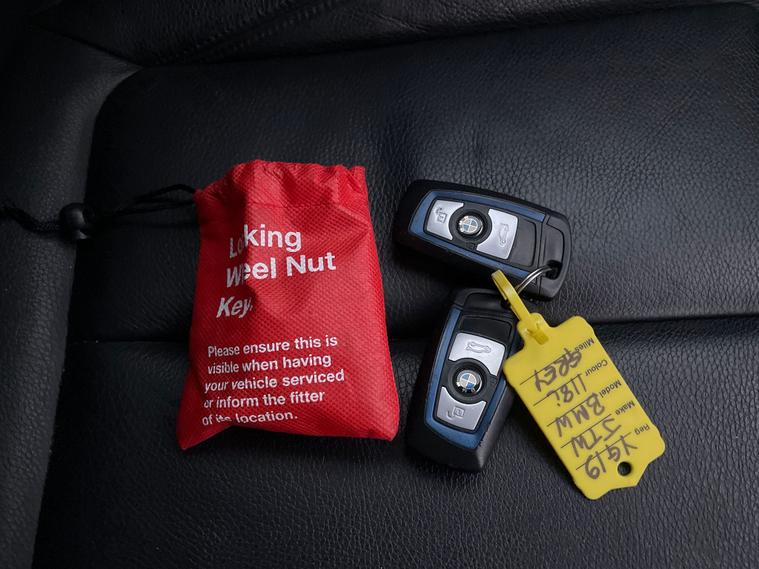 Locking
Wheel Nut
Key.
Please ensure this is
visible when having
your vehicle serviced
or inform the fitter
of its location.
Reg YG19
Make JTW
Model BMW
Colour 118i
GREY